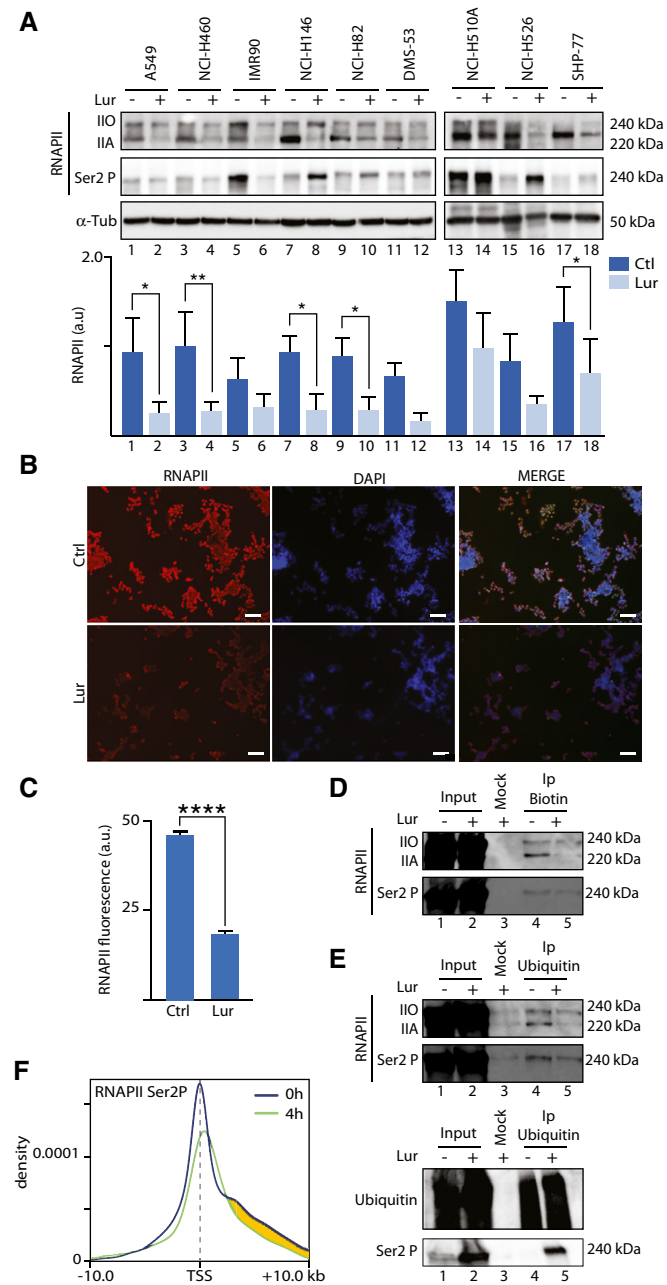 A
A549
NCI-H460
IMR90
NCI-H146
NCI-H82
DMS-53
NCI-H510A
NCI-H526
SHP-77
Lur - + - + - + - + - + - + - + - + - +
RNAPII
IIO
IIA
240 kDa
220 kDa
Ser2 P
240 kDa
α-Tub
50 kDa
1 2 3 4 5 6 7 8 9 10 11 12 13 14 15 16 17 18
2.0
RNAPII (a.u)
* ** * * *
Ctl
Lur
1 2 3 4 5 6 7 8 9 10 11 12 13 14 15 16 17 18
B
RNAPII DAPI MERGE
Ctrl
Lur
C
RNAPII fluorescence (a.u.)
50
25
****
Ctrl Lur
D
Input
Mock
Ip
Biotin
Lur - + + - +
RNAPII
IIO
IIA
240 kDa
220 kDa
Ser2 P
240 kDa
1 2 3 4 5
E
Input
Mock
Ip
Ubiquitin
Lur - + + - +
RNAPII
IIO
IIA
240 kDa
220 kDa
Ser2 P
240 kDa
1 2 3 4 5
Input
Mock
Ip
Ubiquitin
Lur - + + - +
Ubiquitin
Ser2 P
240 kDa
1 2 3 4 5
F
RNAPII Ser2P
0h
4h
density
0.0001
0
-10.0 TSS +10.0 kb